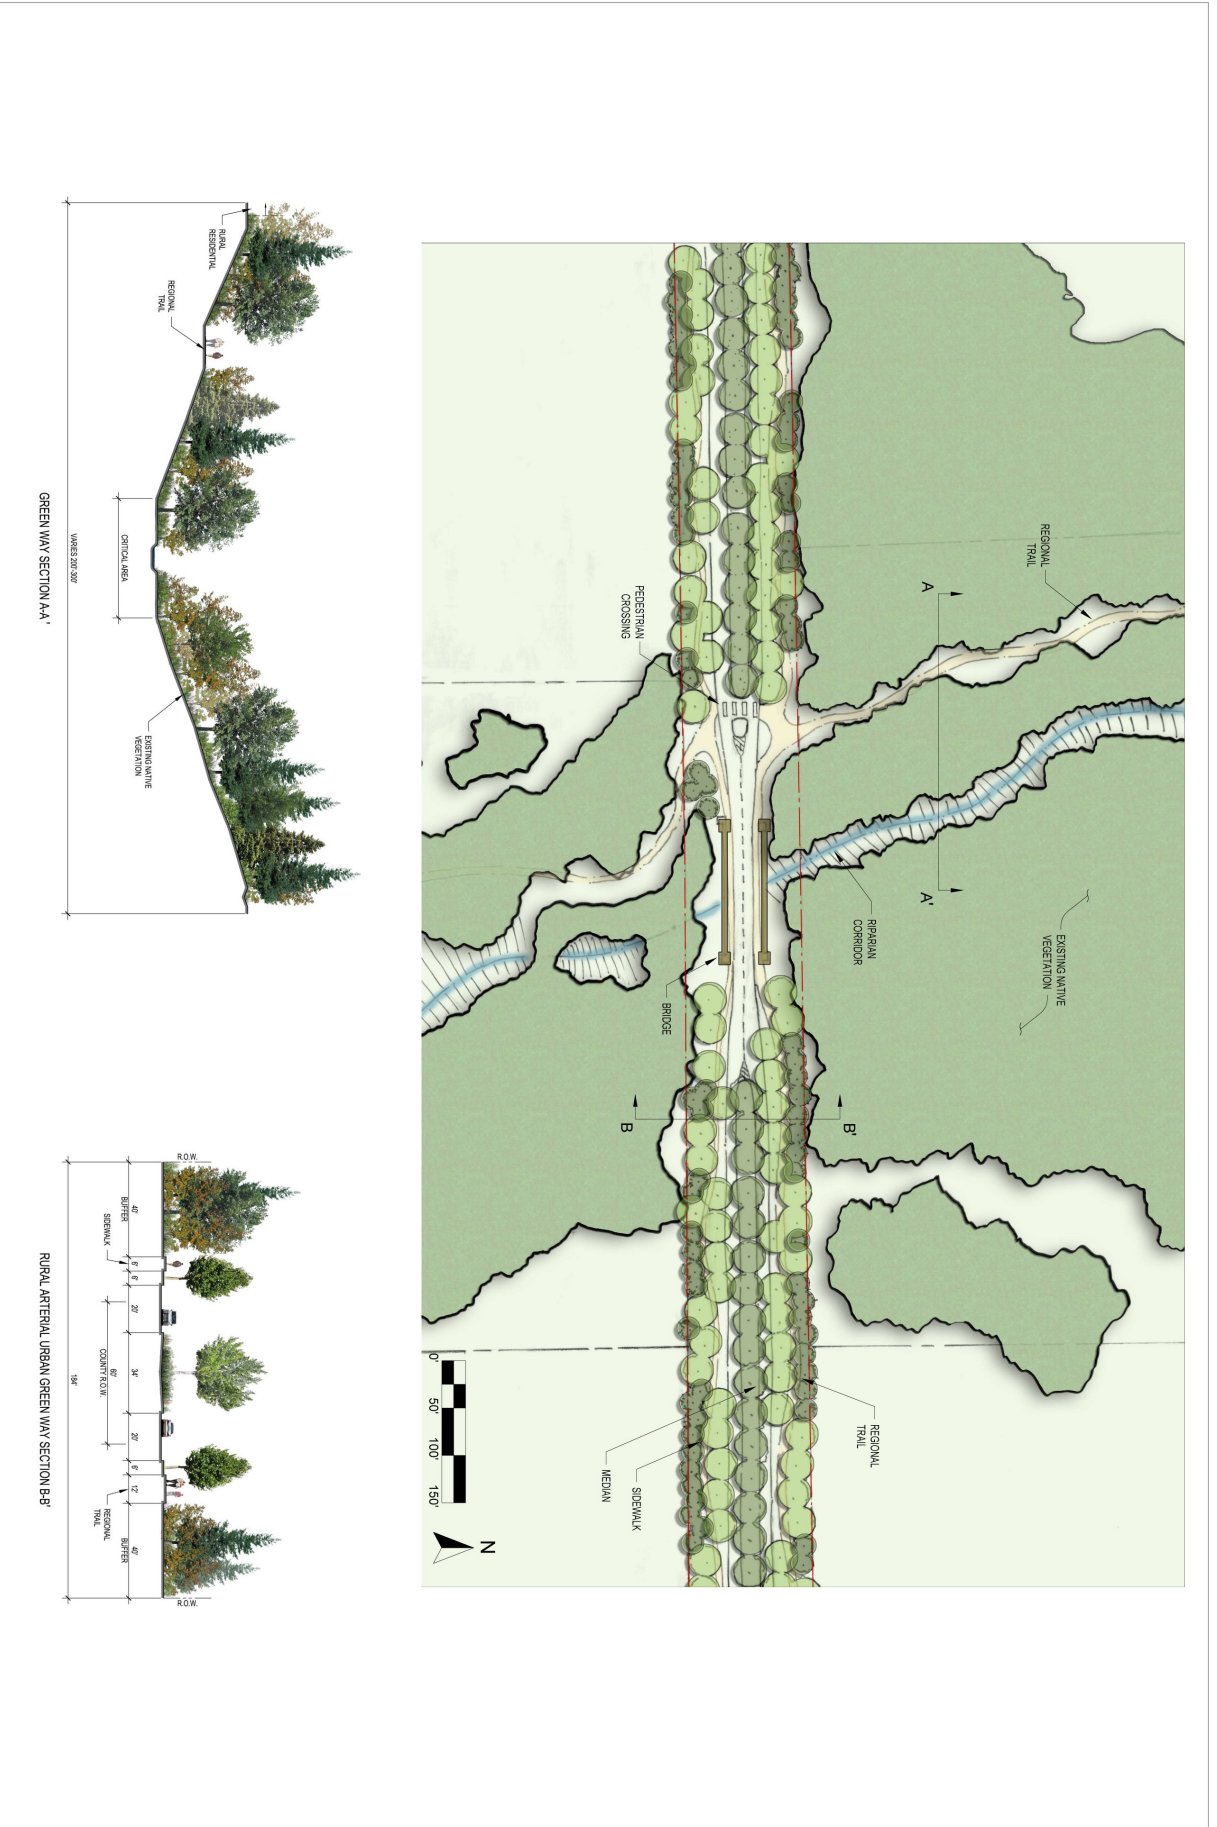 REGIONAL
TRAIL
A
A'
EXISTING NATIVE
VEGETATION
RIPARIAN
CORRIDOR
PEDESTRIAN
CROSSING
BRIDGE
B'
B
REGIONAL
TRAIL
MEDIAN
SIDEWALK
0'
50'
100'
150'
N
RURAL
RESIDENTIAL
REGIONAL
TRAIL
CRITICAL AREA
EXISTING NATIVE
VEGETATION
VARIES 200'-300'
GREEN WAY SECTION A-A '
R.O.W.
R.O.W.
40'
BUFFER
6'
6'
20'
34'
20'
6'
12'
40'
BUFFER
SIDEWALK
60'
COUNTY R.O.W.
REGIONAL
TRAIL
184'
RURAL ARTERIAL URBAN GREEN WAY SECTION B-B'